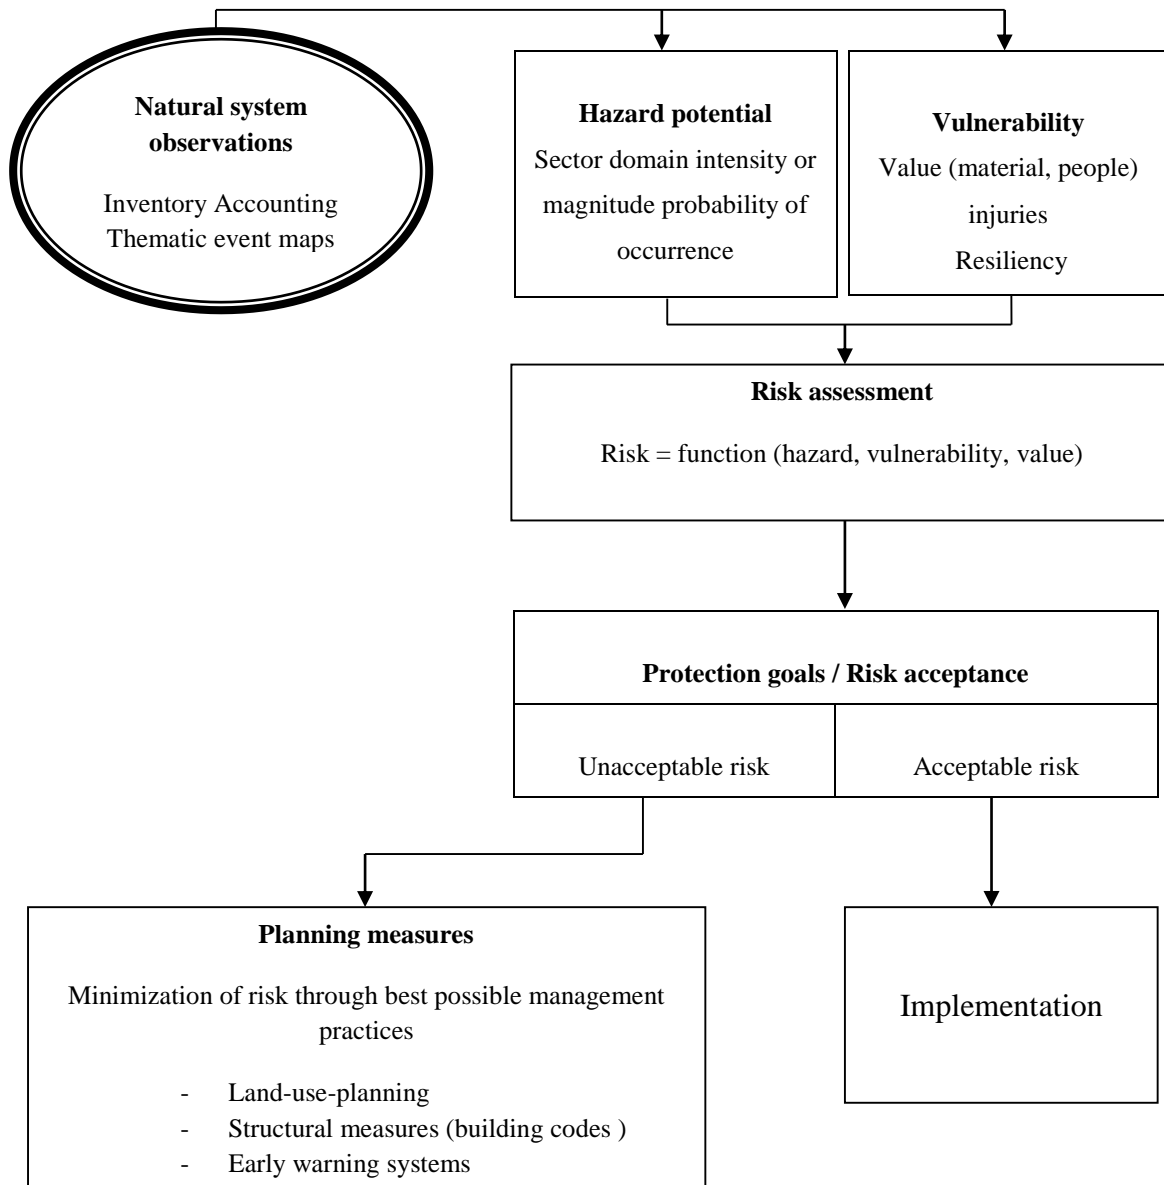 Natural system
observations
Inventory Accounting
Thematic event maps
Hazard potential
Sector domain intensity or
magnitude probability of
occurrence
Vulnerability
Value (material, people)
injuries
Resiliency
Risk assessment
Risk = function (hazard, vulnerability, value)
Protection goals / Risk acceptance
Unacceptable risk
Acceptable risk
Planning measures
Minimization of risk through best possible management
practices
- Land-use-planning
- Structural measures (building codes )
- Early warning systems
Implementation